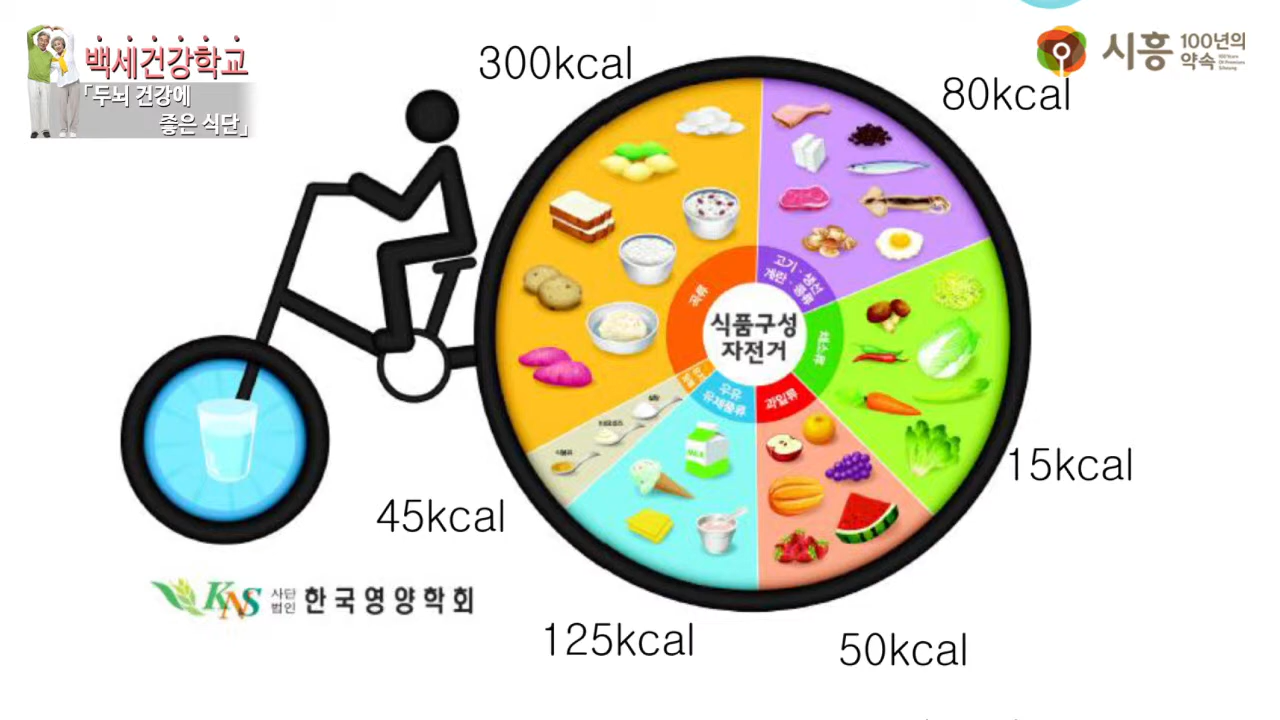 백세건강학교
「두뇌 건강에
좋은 식단」
시흥
100년의
약속
300kcal
80kcal
고기·생선
계란·콩류
곡류
식품구성
자전거
채소류
과일류
우유
유제품류
MILK
15kcal
45kcal
125kcal
50kcal
KNS
사단
법인
한국영양학회